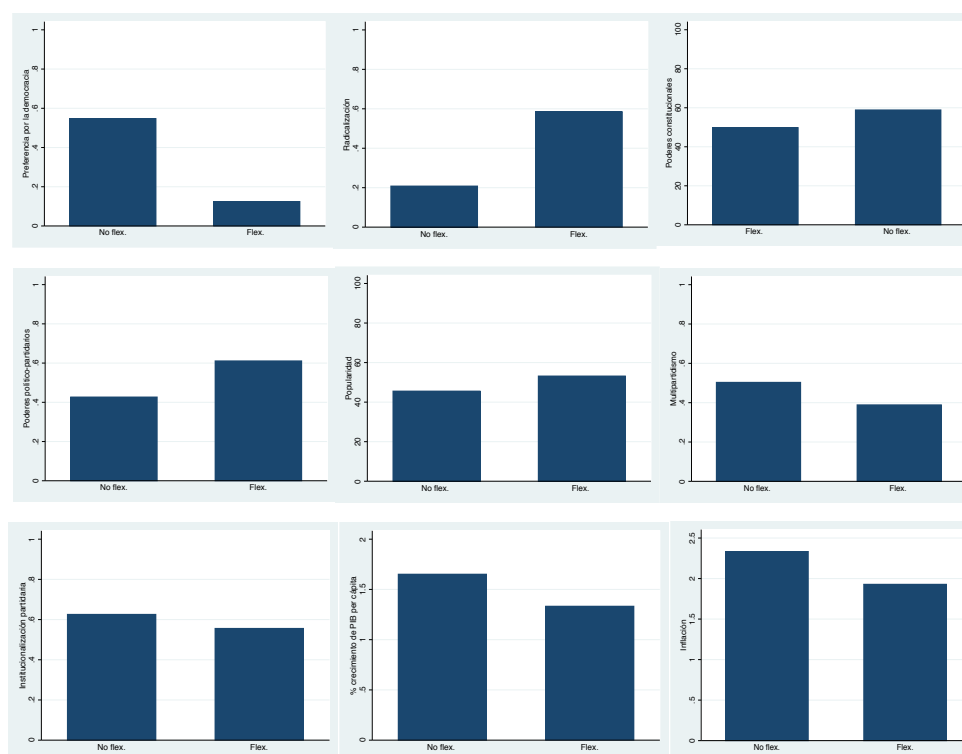 Preferencia por la democracia
0 .2 .4 .6 .8 1
No flex. Flex.
Radicalización
0 .2 .4 .6 .8 1
No flex. Flex.
Poderes constitucionales
0 20 40 60 80 100
Flex. No flex.
Poderes político-partidarios
0 .2 .4 .6 .8 1
No flex. Flex.
Popularidad
0 20 40 60 80 100
No flex. Flex.
Multipartidismo
0 .2 .4 .6 .8 1
No flex. Flex.
Institucionalización partidaria
0 .2 .4 .6 .8 1
No flex. Flex.
% crecimiento de PIB per cápita
0 .5 1 1.5 2
No flex. Flex.
Inflación
0 .5 1 1.5 2 2.5
No flex. Flex.